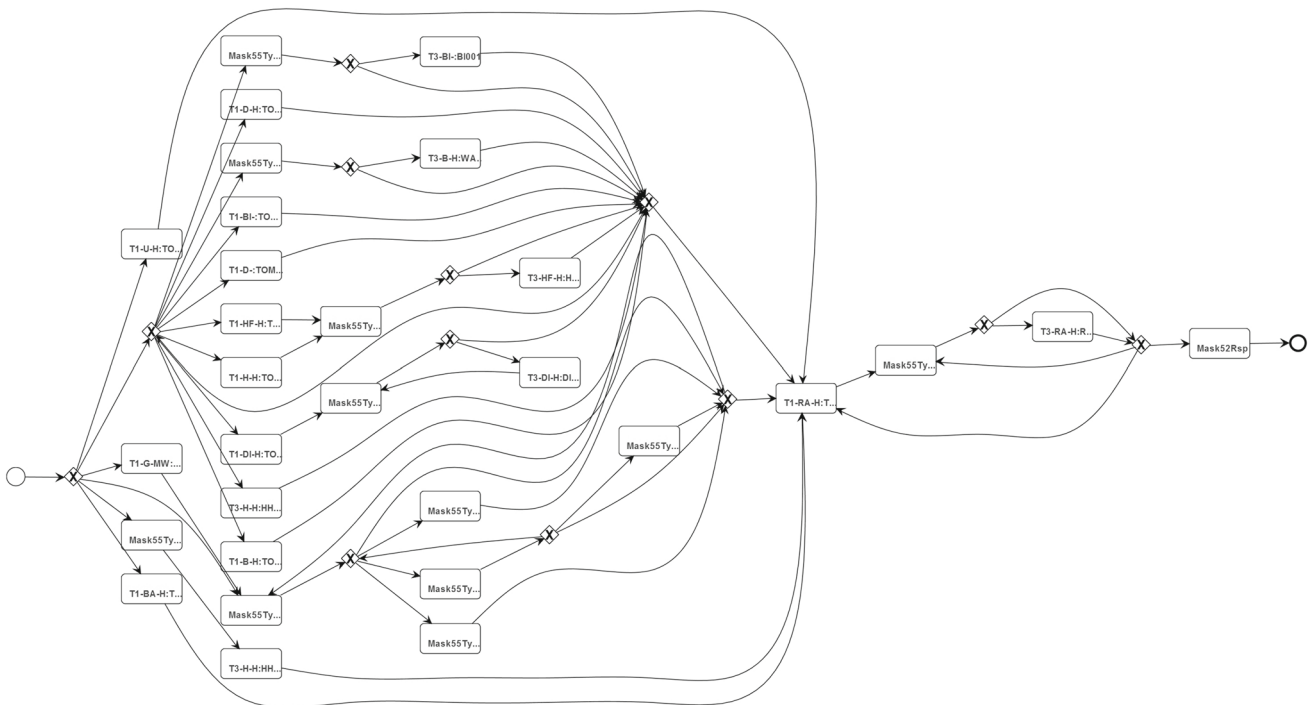 Mask55Ty...
T3-BI-:BI001
T1-D-H:TO...
Mask55Ty...
T3-B-H:WA...
T1-BI-:TO...
T1-U-H:TO...
T1-D-:TOM...
T3-HF-H:H...
T1-HF-H:T...
Mask55Ty...
T3-RA-H:R...
Mask52Rsp
Mask55Ty...
T1-H-H:TO...
T3-DI-H:DI...
Mask55Ty...
T1-RA-H:T...
T1-DI-H:TO...
Mask55Ty...
T1-G-MW:...
T3-H-H:HH...
Mask55Ty...
Mask55Ty...
T1-B-H:TO...
T1-BA-H:T...
Mask55Ty...
Mask55Ty...
Mask55Ty...
T3-H-H:HH...